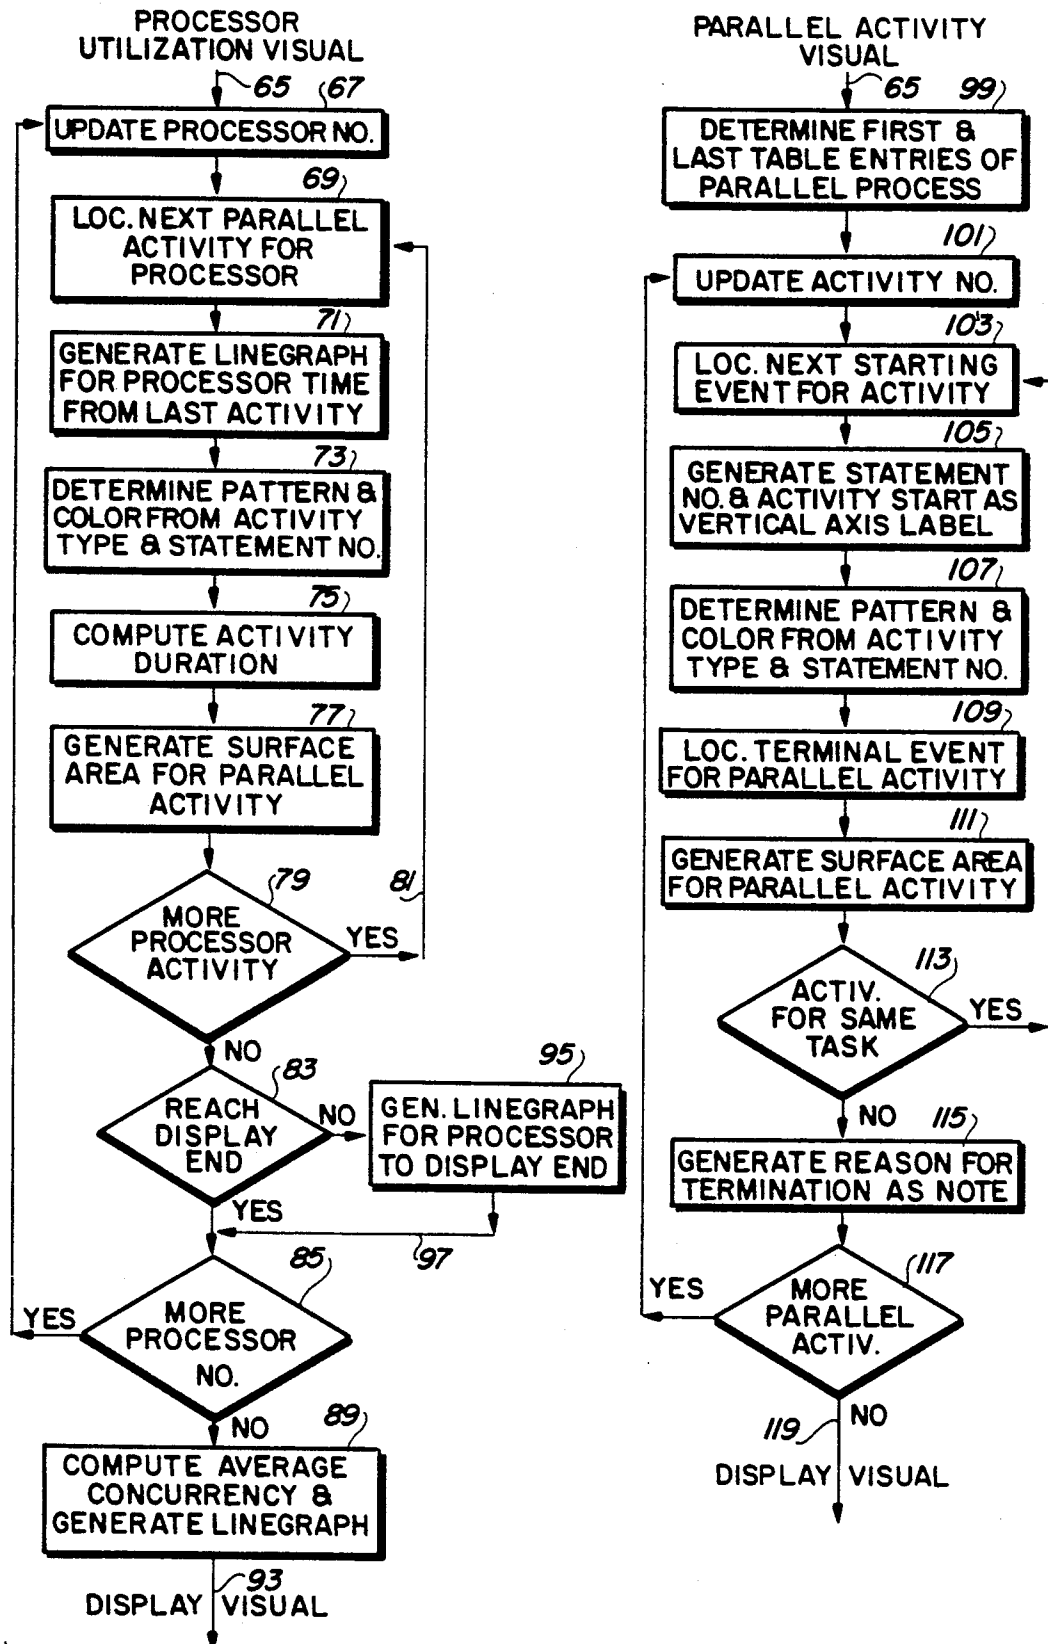 PROCESSOR
UTILIZATION VISUAL
65
67
UPDATE PROCESSOR NO.
69
LOC. NEXT PARALLEL
ACTIVITY FOR
PROCESSOR
71
GENERATE LINEGRAPH
FOR PROCESSOR TIME
FROM LAST ACTIVITY
73
DETERMINE PATTERN &
COLOR FROM ACTIVITY
TYPE & STATEMENT NO.
75
COMPUTE ACTIVITY
DURATION
77
GENERATE SURFACE
AREA FOR PARALLEL
ACTIVITY
79
81
MORE
PROCESSOR
ACTIVITY
YES
NO
83
REACH
DISPLAY
END
NO
95
GEN. LINEGRAPH
FOR PROCESSOR
TO DISPLAY END
YES
97
85
YES
MORE
PROCESSOR
NO.
NO
89
COMPUTE AVERAGE
CONCURRENCY &
GENERATE LINEGRAPH
93
DISPLAY VISUAL
PARALLEL ACTIVITY
VISUAL
65
99
DETERMINE FIRST &
LAST TABLE ENTRIES OF
PARALLEL PROCESS
101
UPDATE ACTIVITY NO.
103
LOC. NEXT STARTING
EVENT FOR ACTIVITY
105
GENERATE STATEMENT
NO. & ACTIVITY START AS
VERTICAL AXIS LABEL
107
DETERMINE PATTERN &
COLOR FROM ACTIVITY
TYPE & STATEMENT NO.
109
LOC. TERMINAL EVENT
FOR PARALLEL ACTIVITY
111
GENERATE SURFACE AREA
FOR PARALLEL ACTIVITY
113
ACTIV.
FOR SAME
TASK
YES
NO
115
GENERATE REASON FOR
TERMINATION AS NOTE
117
YES
MORE
PARALLEL
ACTIV.
NO
119
DISPLAY VISUAL